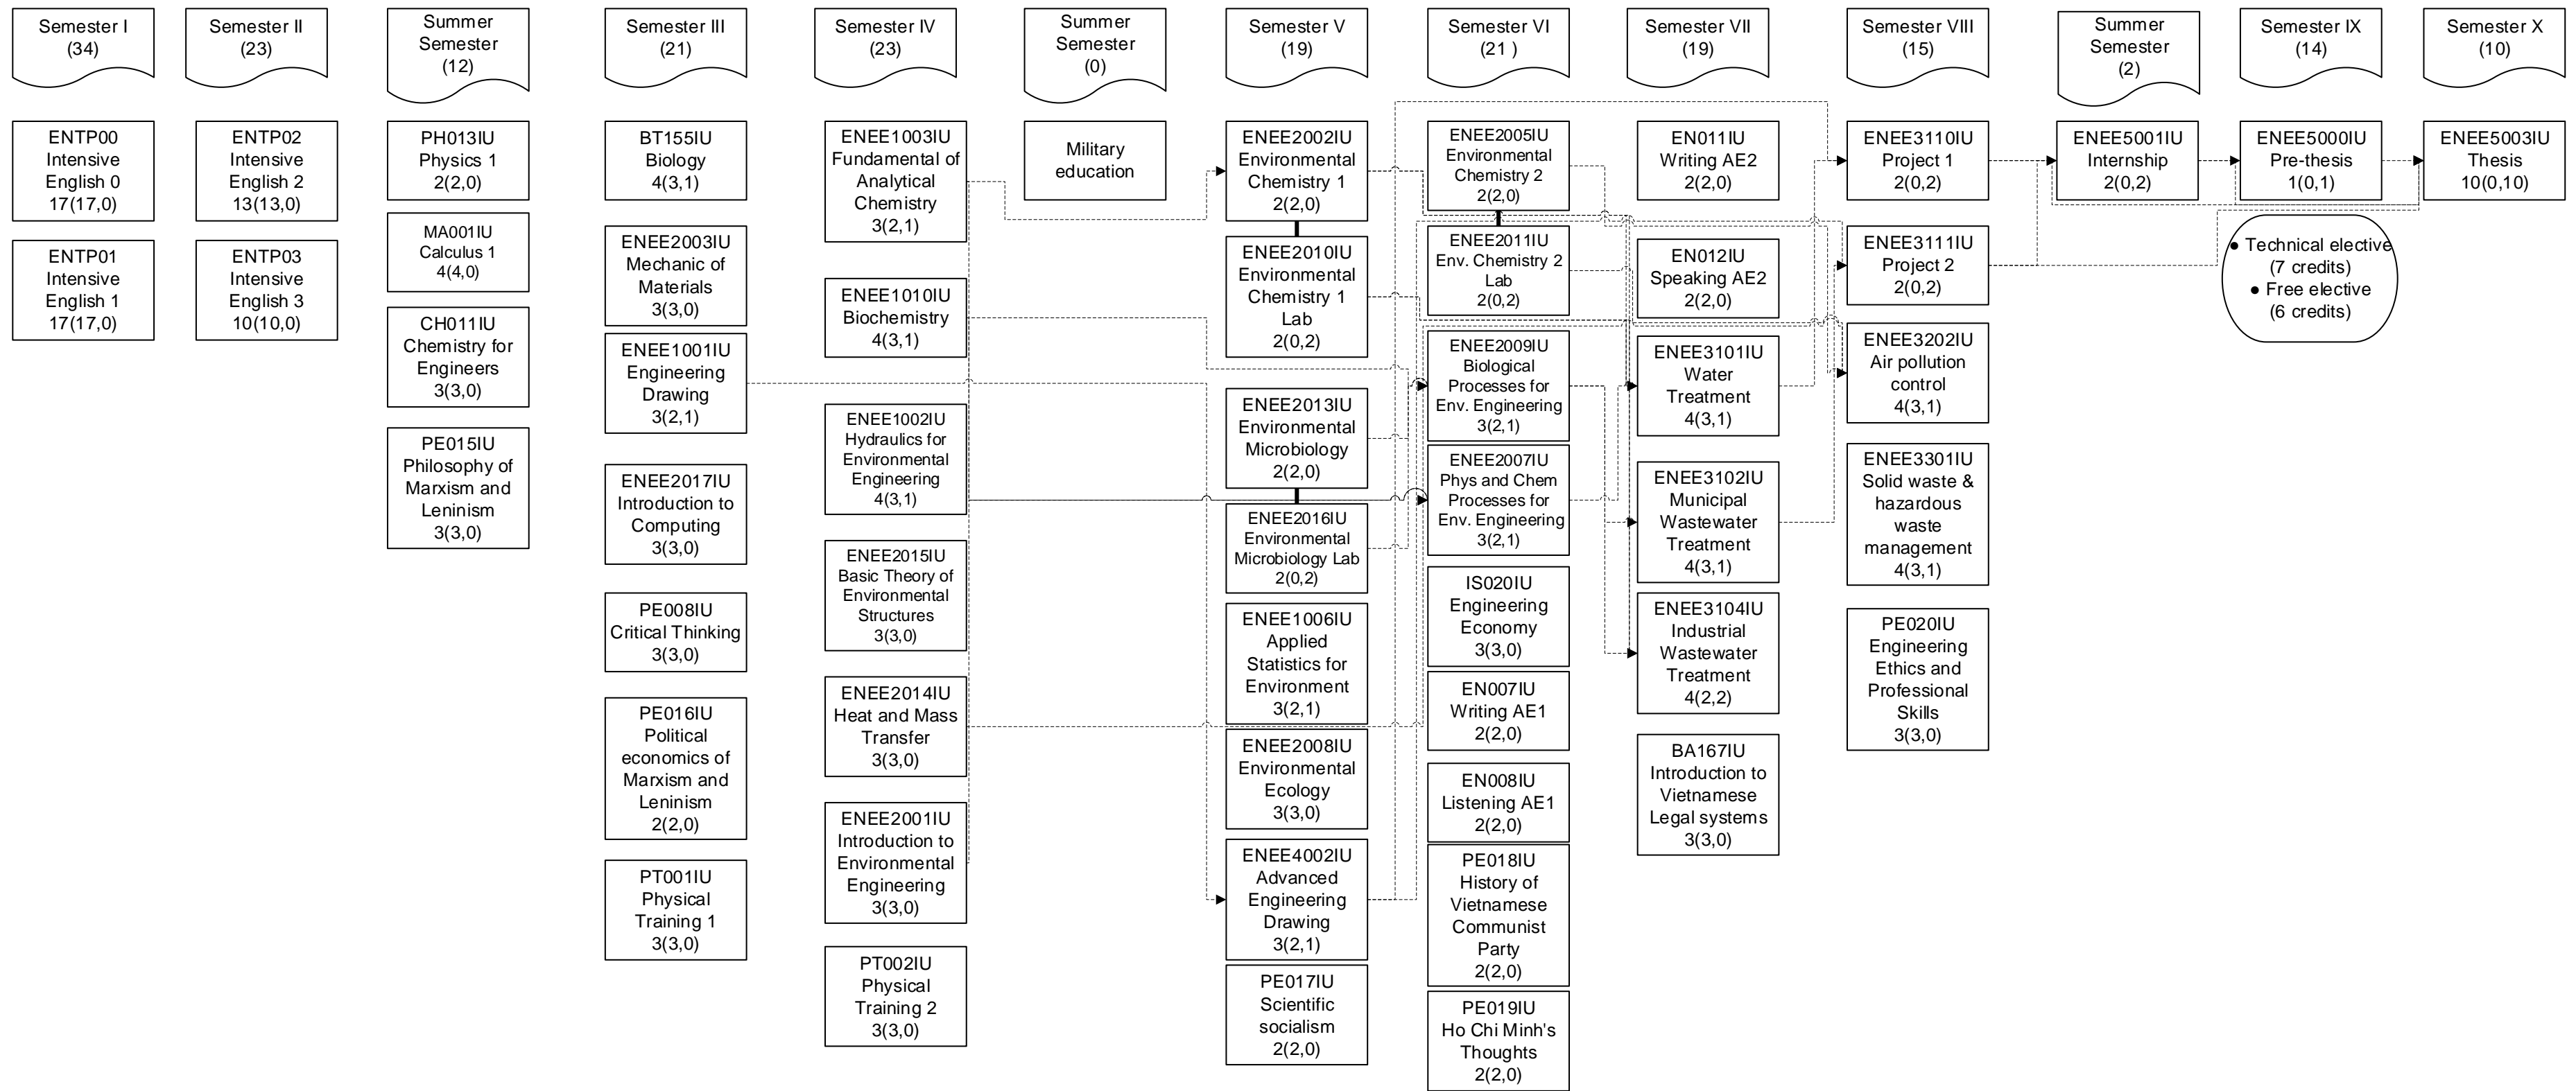 Semester I
(34)
Semester II
(23)
Summer
Semester
(12)
Semester III
(21)
Semester IV
(23)
Summer
Semester
(0)
Semester V
(19)
Semester VI
(21 )
Semester VII
(19)
Semester VIII
(15)
Summer
Semester
(2)
Semester IX
(14)
Semester X
(10)
ENTP00
Intensive
English 0
17(17,0)
ENTP01
Intensive
English 1
17(17,0)
ENTP02
Intensive
English 2
13(13,0)
ENTP03
Intensive
English 3
10(10,0)
PH013IU
Physics 1
2(2,0)
MA001IU
Calculus 1
4(4,0)
CH011IU
Chemistry for
Engineers
3(3,0)
PE015IU
Philosophy of
Marxism and
Leninism
3(3,0)
BT155IU
Biology
4(3,1)
ENEE2003IU
Mechanic of
Materials
3(3,0)
ENEE1001IU
Engineering
Drawing
3(2,1)
ENEE2017IU
Introduction to
Computing
3(3,0)
PE008IU
Critical Thinking
3(3,0)
PE016IU
Political
economics of
Marxism and
Leninism
2(2,0)
PT001IU
Physical
Training 1
3(3,0)
ENEE1003IU
Fundamental of
Analytical
Chemistry
3(2,1)
ENEE1010IU
Biochemistry
4(3,1)
ENEE1002IU
Hydraulics for
Environmental
Engineering
4(3,1)
ENEE2015IU
Basic Theory of
Environmental
Structures
3(3,0)
ENEE2014IU
Heat and Mass
Transfer
3(3,0)
ENEE2001IU
Introduction to
Environmental
Engineering
3(3,0)
PT002IU
Physical
Training 2
3(3,0)
Military
education
ENEE2002IU
Environmental
Chemistry 1
2(2,0)
ENEE2010IU
Environmental
Chemistry 1
Lab
2(0,2)
ENEE2013IU
Environmental
Microbiology
2(2,0)
ENEE2016IU
Environmental
Microbiology Lab
2(0,2)
ENEE1006IU
Applied
Statistics for
Environment
3(2,1)
ENEE2008IU
Environmental
Ecology
3(3,0)
ENEE4002IU
Advanced
Engineering
Drawing
3(2,1)
PE017IU
Scientific
socialism
2(2,0)
ENEE2005IU
Environmental
Chemistry 2
2(2,0)
ENEE2011IU
Env. Chemistry 2
Lab
2(0,2)
ENEE2009IU
Biological
Processes for
Env. Engineering
3(2,1)
ENEE2007IU
Phys and Chem
Processes for
Env. Engineering
3(2,1)
IS020IU
Engineering
Economy
3(3,0)
EN007IU
Writing AE1
2(2,0)
EN008IU
Listening AE1
2(2,0)
PE018IU
History of
Vietnamese
Communist
Party
2(2,0)
PE019IU
Ho Chi Minh's
Thoughts
2(2,0)
EN011IU
Writing AE2
2(2,0)
EN012IU
Speaking AE2
2(2,0)
ENEE3101IU
Water
Treatment
4(3,1)
ENEE3102IU
Municipal
Wastewater
Treatment
4(3,1)
ENEE3104IU
Industrial
Wastewater
Treatment
4(2,2)
BA167IU
Introduction to
Vietnamese
Legal systems
3(3,0)
ENEE3110IU
Project 1
2(0,2)
ENEE3111IU
Project 2
2(0,2)
ENEE3202IU
Air pollution
control
4(3,1)
ENEE3301IU
Solid waste &
hazardous
waste
management
4(3,1)
PE020IU
Engineering
Ethics and
Professional
Skills
3(3,0)
ENEE5001IU
Internship
2(0,2)
ENEE5000IU
Pre-thesis
1(0,1)
● Technical elective
(7 credits)
● Free elective
(6 credits)
ENEE5003IU
Thesis
10(0,10)